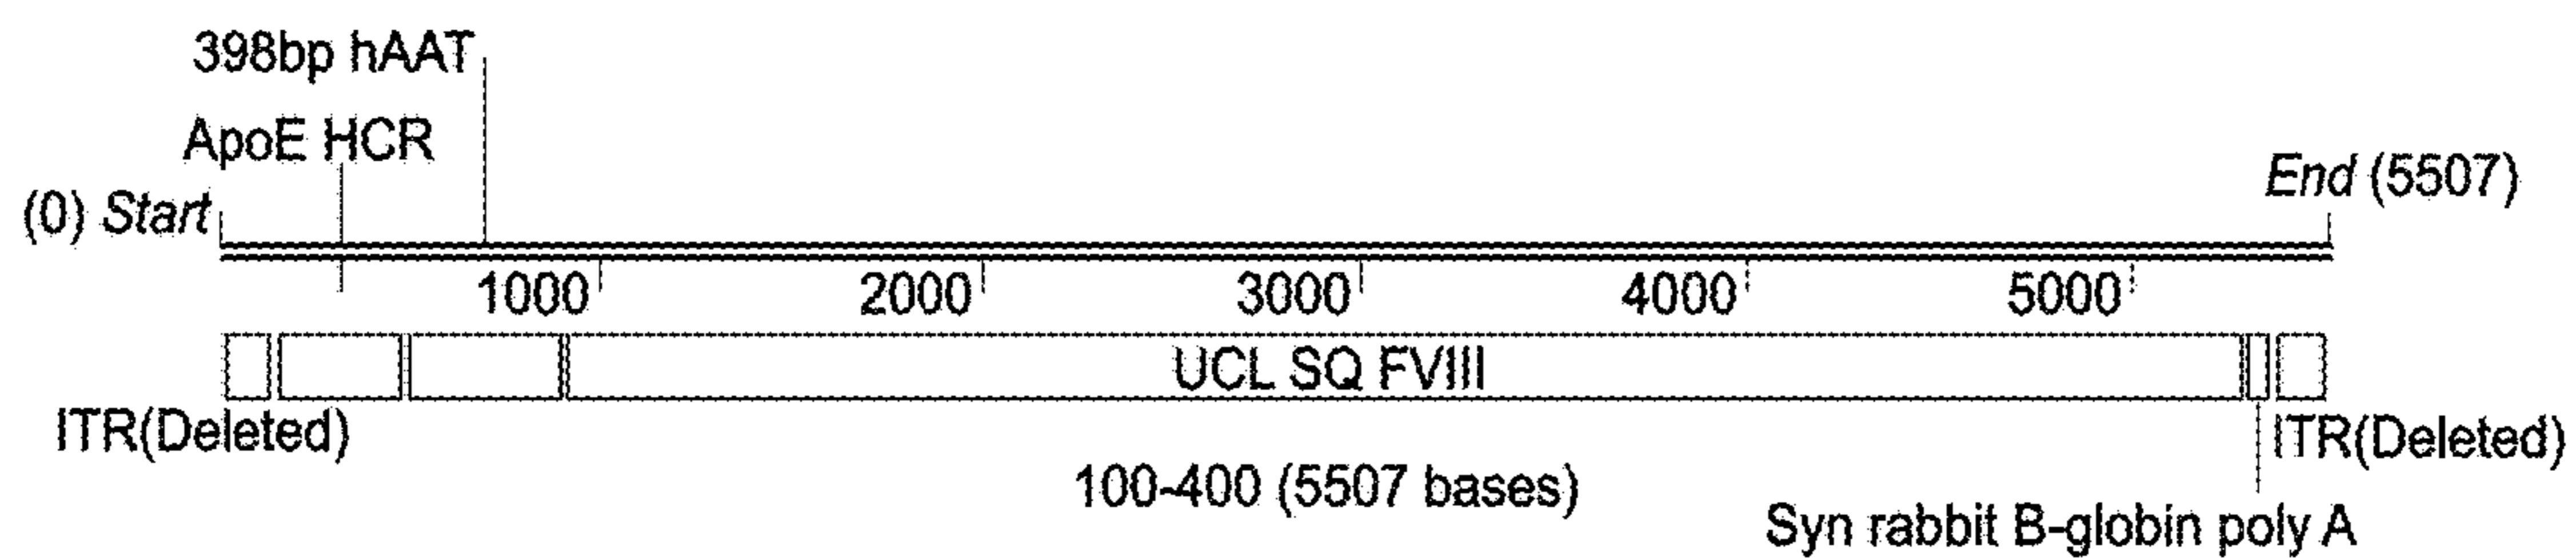 398bp hAAT
ApoE HCR
(0) Start
End (5507)
1000 2000 3000 4000 5000
UCL SQ FVIII
ITR(Deleted)
ITR(Deleted)
100-400 (5507 bases)
Syn rabbit B-globin poly A